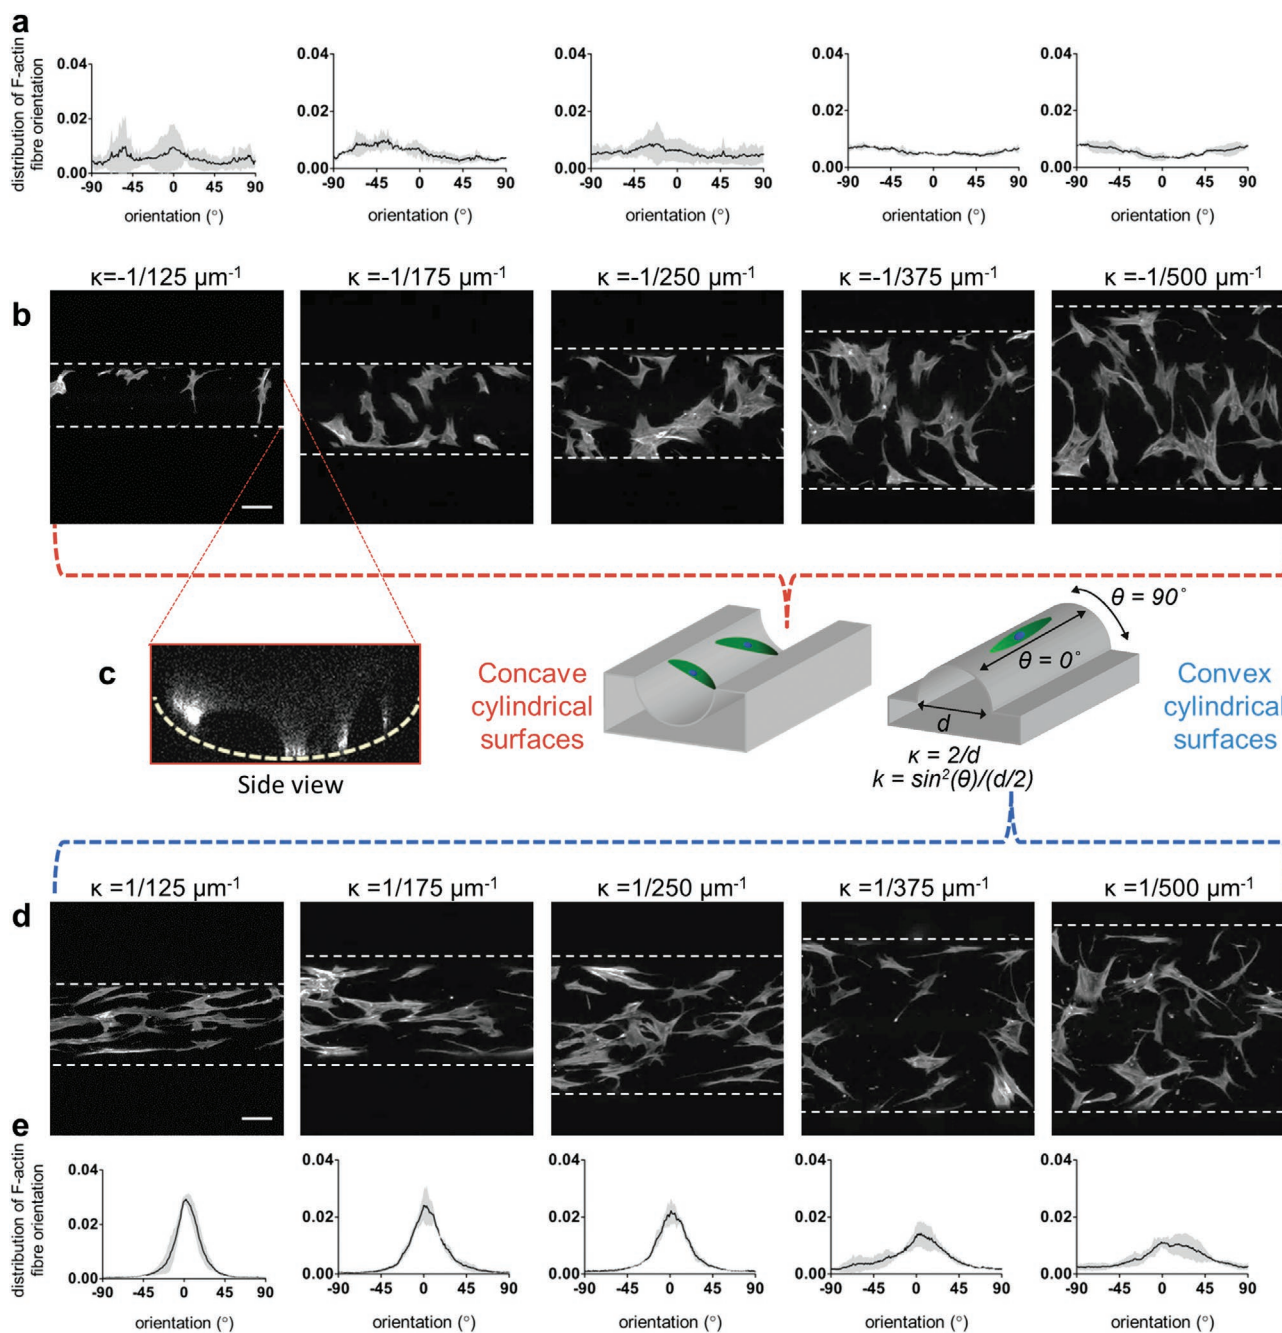 a
distribution of F-actin
fibre orientation
0.04
0.02
0.00
-90 -45 0 45 90
orientation (°)
0.04
0.02
0.00
-90 -45 0 45 90
orientation (°)
0.04
0.02
0.00
-90 -45 0 45 90
orientation (°)
0.04
0.02
0.00
-90 -45 0 45 90
orientation (°)
0.04
0.02
0.00
-90 -45 0 45 90
orientation (°)
b
κ=-1/125 µm-1
κ =-1/175 µm-1
κ =-1/250 µm-1
κ =-1/375 µm-1
κ =-1/500 µm-1
c
Side view
Concave
cylindrical
surfaces
θ = 90°
θ = 0°
d
κ = 2/d
k = sin²(θ)/(d/2)
Convex
cylindrical
surfaces
d
κ =1/125 µm-1
κ =1/175 µm-1
κ =1/250 µm-1
κ =1/375 µm-1
κ =1/500 µm-1
e
distribution of F-actin
fibre orientation
0.04
0.02
0.00
-90 -45 0 45 90
orientation (°)
0.04
0.02
0.00
-90 -45 0 45 90
orientation (°)
0.04
0.02
0.00
-90 -45 0 45 90
orientation (°)
0.04
0.02
0.00
-90 -45 0 45 90
orientation (°)
0.04
0.02
0.00
-90 -45 0 45 90
orientation (°)